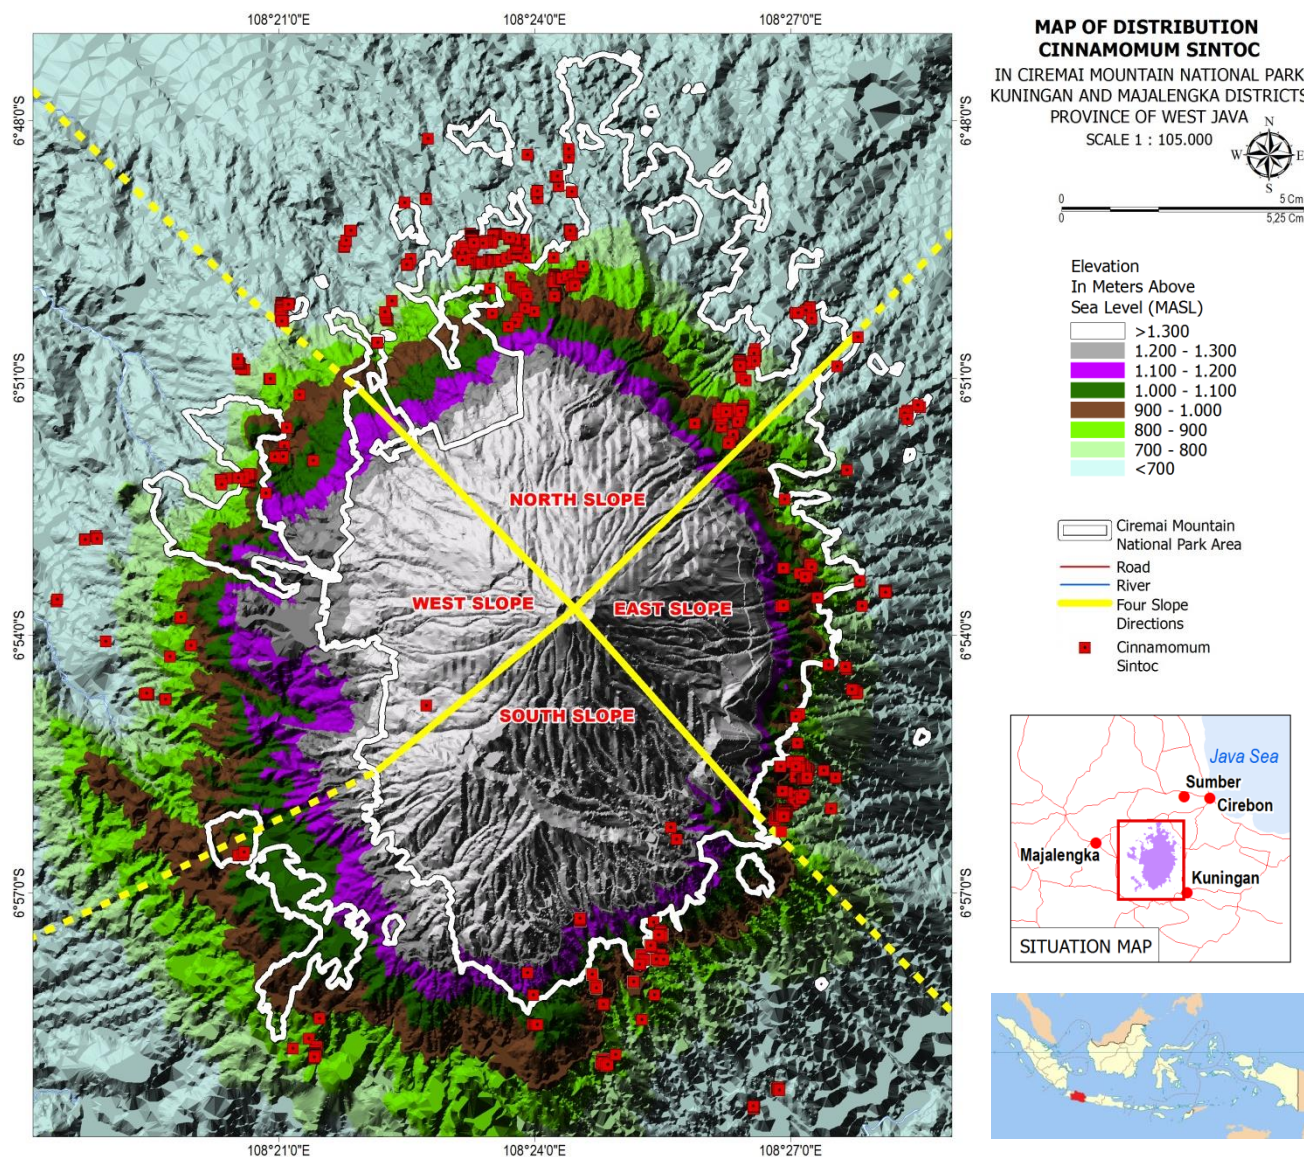 MAP OF DISTRIBUTION
CINNAMOMUM SINTOC
IN CIREMAI MOUNTAIN NATIONAL PARK
KUNINGAN AND MAJALENGKA DISTRICTS
PROVINCE OF WEST JAVA
SCALE 1 : 105.000
N
W E
S
0 5 Cm
0 5,25 Cm
Elevation
In Meters Above
Sea Level (MASL)
>1.300
1.200 - 1.300
1.100 - 1.200
1.000 - 1.100
900 - 1.000
800 - 900
700 - 800
<700
Ciremai Mountain
National Park Area
Road
River
Four Slope
Directions
Cinnamomum
Sintoc
108°21'0"E 108°24'0"E 108°27'0"E
6°48'0"S 6°48'0"S
6°51'0"S 6°51'0"S
NORTH SLOPE
WEST SLOPE EAST SLOPE
6°54'0"S 6°54'0"S
SOUTH SLOPE
6°57'0"S 6°57'0"S
108°21'0"E 108°24'0"E 108°27'0"E
Java Sea
Sumber
Cirebon
Majalengka
Kuningan
SITUATION MAP